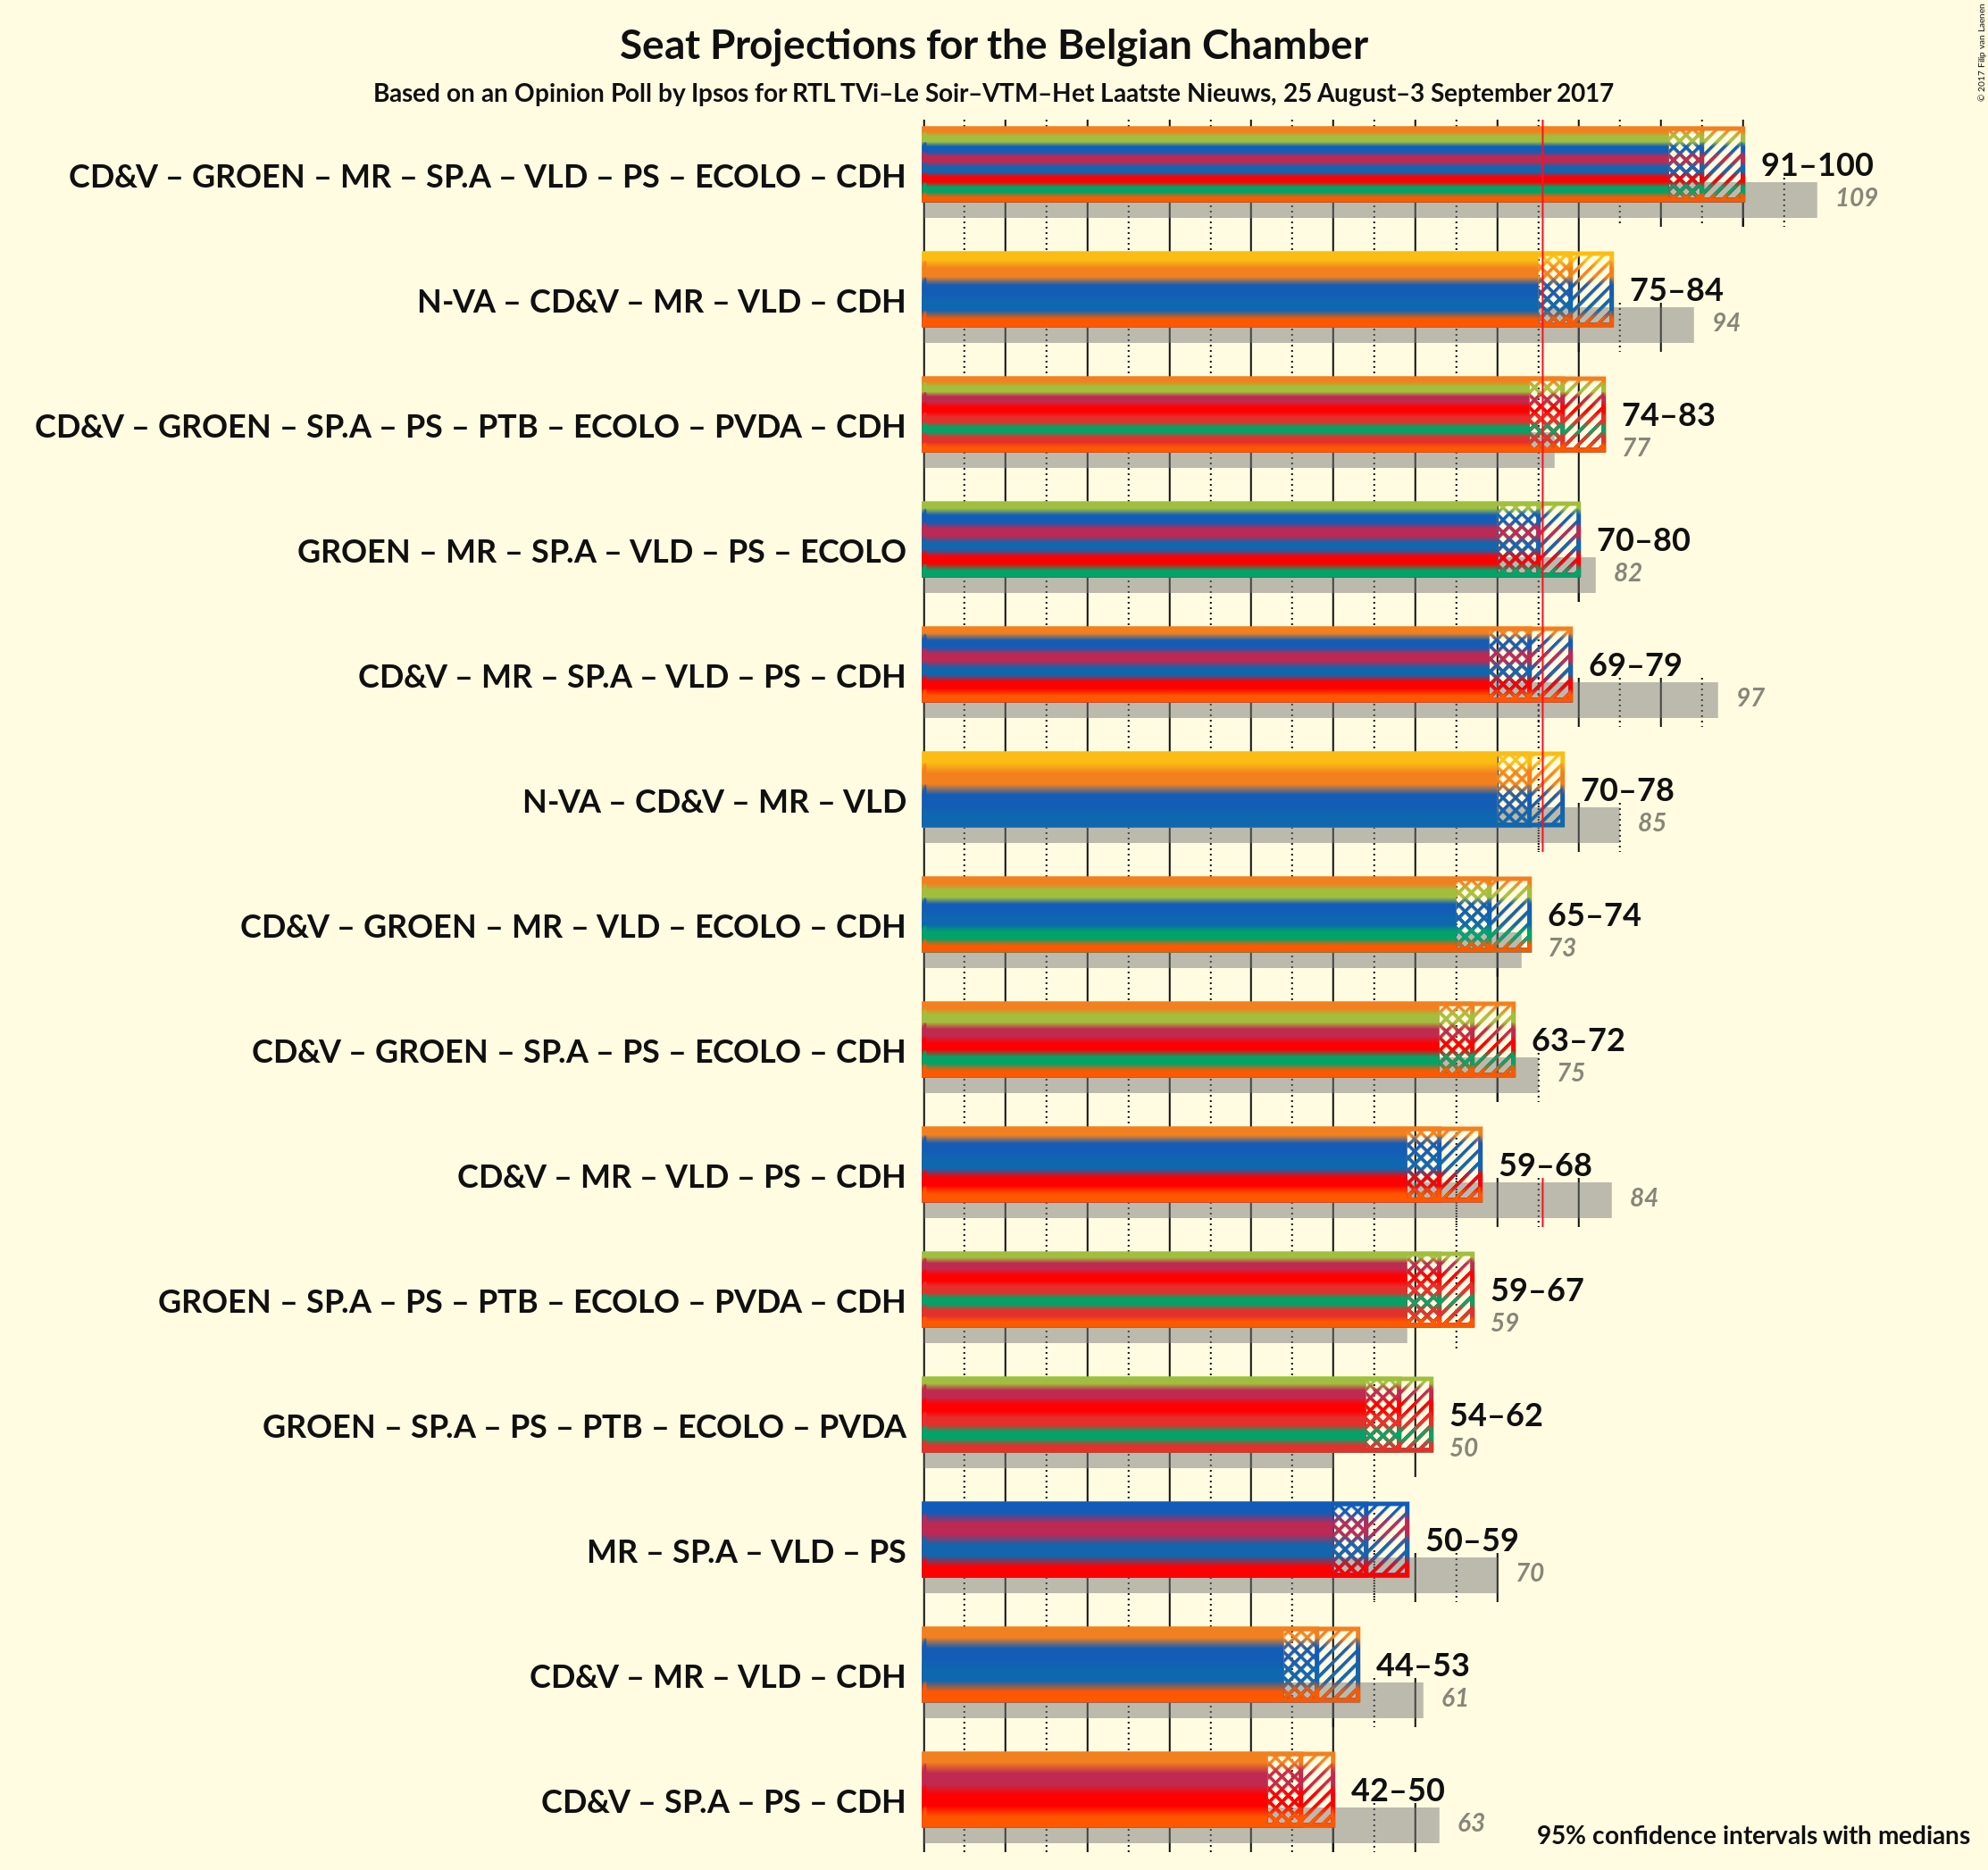 Seat Projections for the Belgian Chamber
Based on an Opinion Poll by Ipsos for RTL TVi–Le Soir–VTM–Het Laatste Nieuws, 25 August–3 September 2017
© 2017 Filip van Laenen
CD&V – GROEN – MR – SP.A – VLD – PS – ECOLO – CDH
91–100
109
N-VA – CD&V – MR – VLD – CDH
75–84
94
CD&V – GROEN – SP.A – PS – PTB – ECOLO – PVDA – CDH
74–83
77
GROEN – MR – SP.A – VLD – PS – ECOLO
70–80
82
CD&V – MR – SP.A – VLD – PS – CDH
69–79
97
N-VA – CD&V – MR – VLD
70–78
85
CD&V – GROEN – MR – VLD – ECOLO – CDH
65–74
73
CD&V – GROEN – SP.A – PS – ECOLO – CDH
63–72
75
CD&V – MR – VLD – PS – CDH
59–68
84
GROEN – SP.A – PS – PTB – ECOLO – PVDA – CDH
59–67
59
GROEN – SP.A – PS – PTB – ECOLO – PVDA
54–62
50
MR – SP.A – VLD – PS
50–59
70
CD&V – MR – VLD – CDH
44–53
61
CD&V – SP.A – PS – CDH
42–50
63
95% confidence intervals with medians